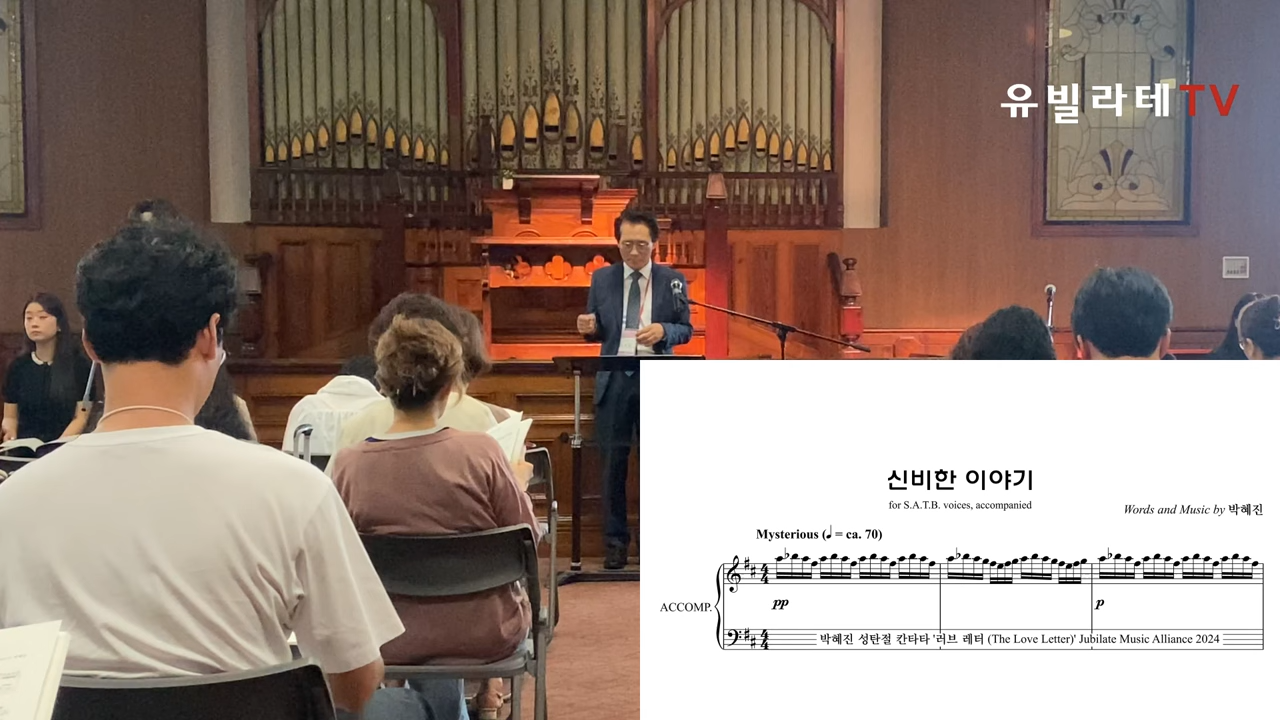 유빌라테TV
신비한 이야기
for S.A.T.B. voices, accompanied
Words and Music by 박혜진
Mysterious (♩ = ca. 70)
ACCOMP.
pp
p
박혜진 성탄절 칸타타 '러브 레터 (The Love Letter)' Jubilate Music Alliance 2024